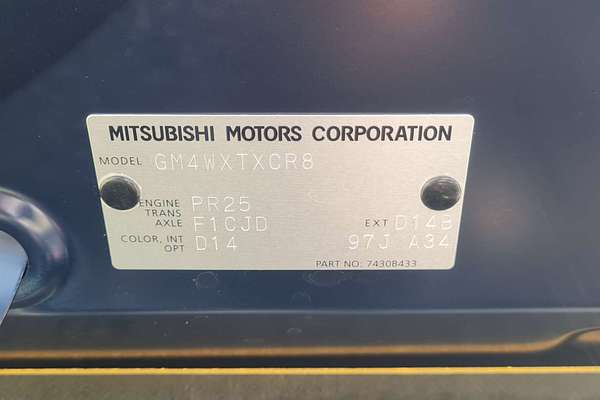 MITSUBISHI MOTORS CORPORATION
MODEL GM4WXTXCR8
ENGINE PR25
TRANS AXLE F1CJD EXT D14B
COLOR, INT OPT D14 97J A34
PART NO: 7430B433